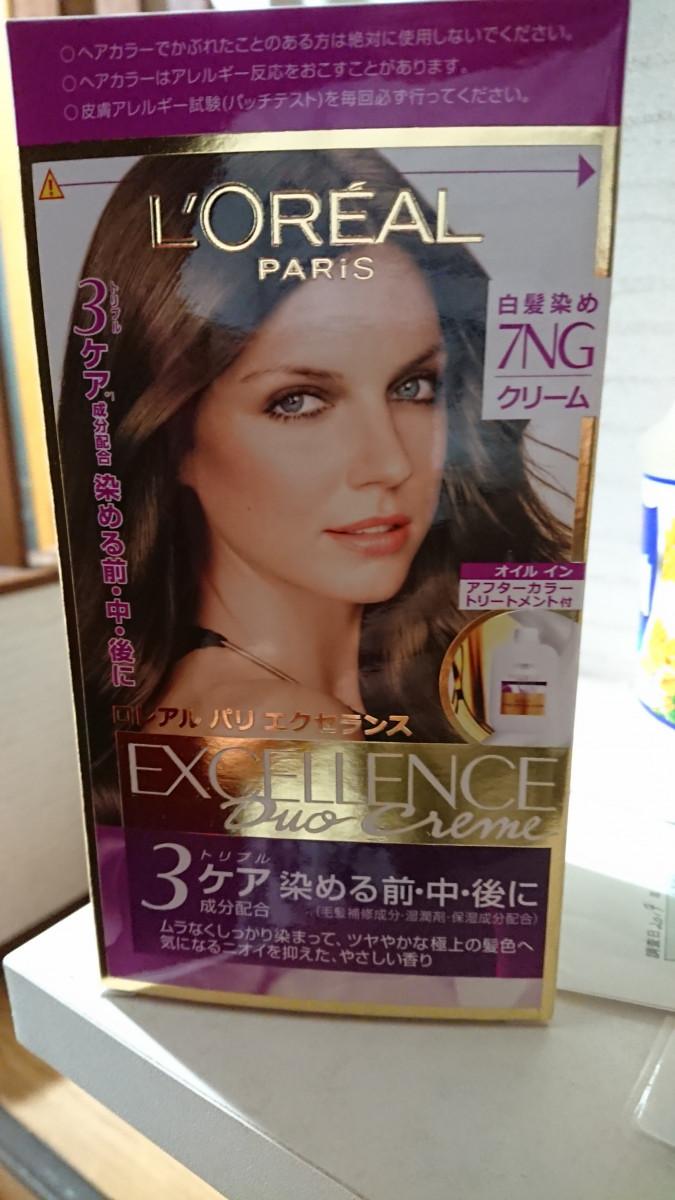 ○ヘアカラーでかぶれたことのある方は絶対に使用しないでください。
○ヘアカラーはアレルギー反応をおこすことがあります。
○皮膚アレルギー試験(パッチテスト)を毎回必ず行ってください。
L'ORÉAL
PARiS
白髪染め
7NG
クリーム
トリプル
3ケア*¹成分配合 染める前・中・後に
オイル イン
アフターカラー
トリートメント付
ロレアル パリ エクセランス
EXCELLENCE
Duo Creme
トリプル
3ケア 染める前・中・後に
成分配合
*¹(毛髪補修成分・湿潤剤・保湿成分配合)
ムラなくしっかり染まって、ツヤやかな極上の髪色へ
気になるニオイを抑えた、やさしい香り
調査日